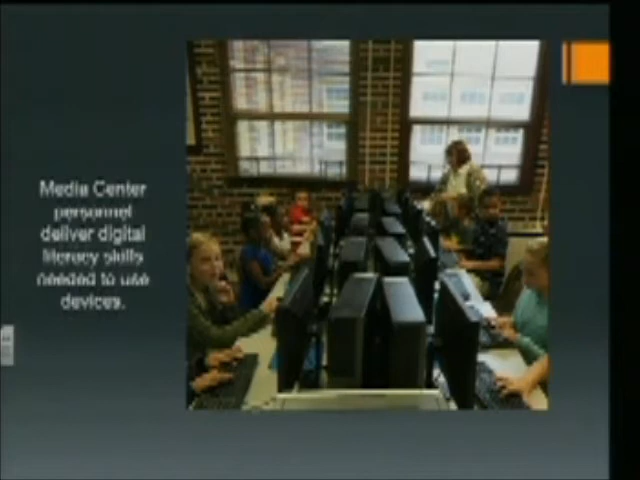 Media Center
personnel
deliver digital
literacy skills
needed to use
devices.